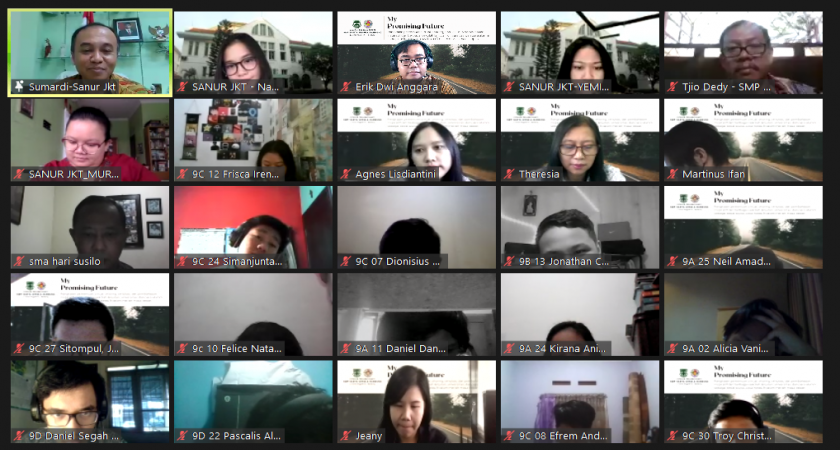 My
Promising Future
Sumardi-Sanur Jkt
SANUR JKT - Na...
Erik Dwi Anggara
SANUR JKT-YEMI...
Tjio Dedy - SMP ...
My
Promising Future
My
Promising Future
My
Promising Future
SANUR JKT_MUR...
9C 12 Frisca Iren...
Agnes Lisdiantini
Theresia
Martinus Ifan
My
Promising Future
sma hari susilo
9C 24 Simanjunta...
9C 07 Dionisius ...
9B 13 Jonathan C...
9A 25 Neil Amad...
My
Promising Future
9C 27 Sitompul, J...
9c 10 Felice Nata...
9A 11 Daniel Dan...
9A 24 Kirana Ani...
9A 02 Alicia Vani...
My
Promising Future
My
Promising Future
9D Daniel Segah ...
9D 22 Pascalis Al...
Jeany
9C 08 Efrem And...
9C 30 Troy Christ...